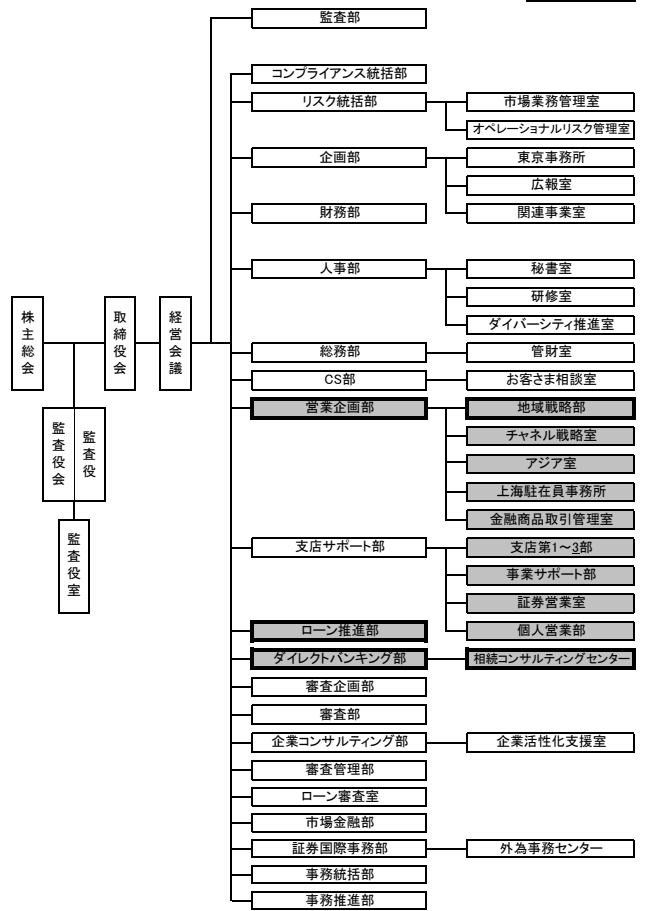 監査部
コンプライアンス統括部
リスク統括部
市場業務管理室
オペレーショナルリスク管理室
企画部
東京事務所
広報室
関連事業室
財務部
人事部
秘書室
研修室
ダイバーシティ推進室
株主総会
取締役会
経営会議
監査役会
監査役
監査役室
総務部
管財室
CS部
お客さま相談室
営業企画部
地域戦略部
チャネル戦略室
アジア室
上海駐在員事務所
金融商品取引管理室
支店サポート部
支店第1～3部
事業サポート部
証券営業室
個人営業部
ローン推進部
ダイレクトバンキング部
相続コンサルティングセンター
審査企画部
審査部
企業コンサルティング部
企業活性化支援室
審査管理部
ローン審査室
市場金融部
証券国際事務部
外為事務センター
事務統括部
事務推進部